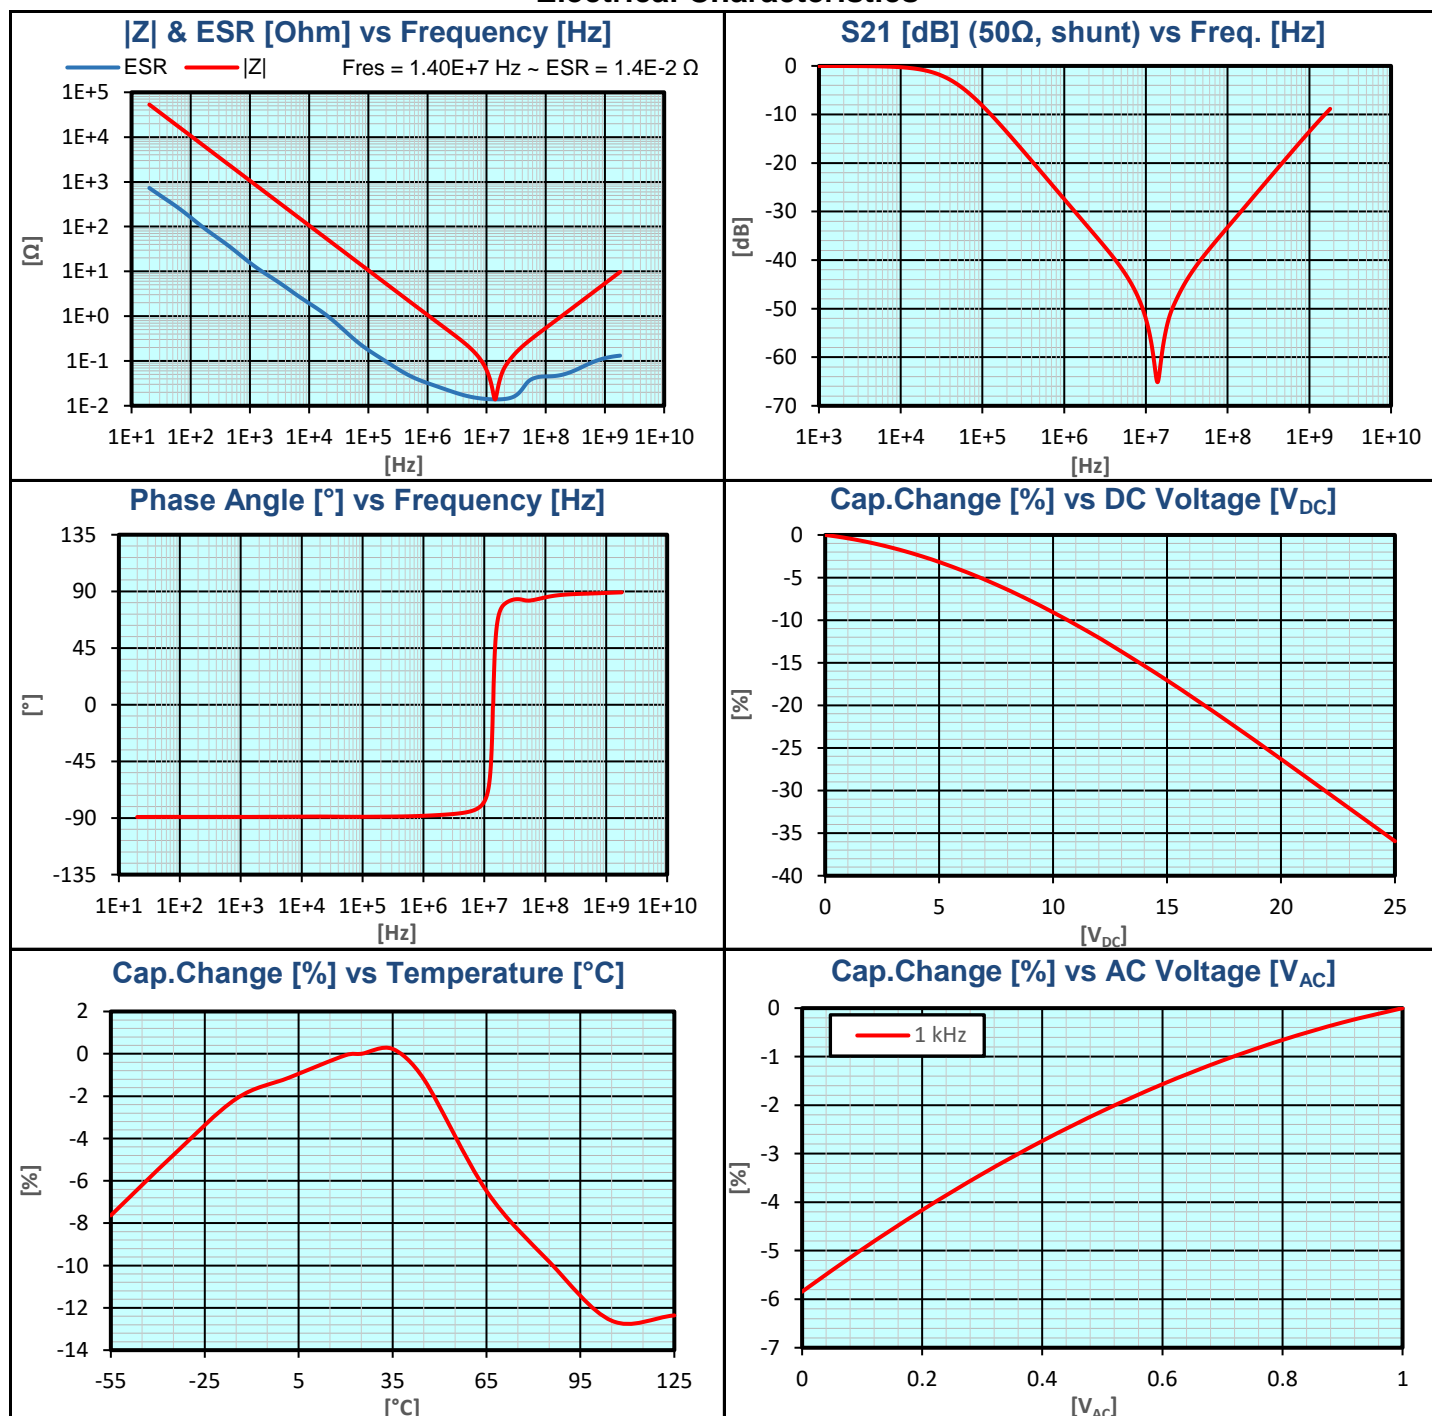 Electrical Characteristics
|Z| & ESR [Ohm] vs Frequency [Hz]
ESR |Z| Fres = 1.40E+7 Hz ~ ESR = 1.4E-2 Ω
1E+5
1E+4
1E+3
1E+2
1E+1
1E+0
1E-1
1E-2
[Ω]
1E+1 1E+2 1E+3 1E+4 1E+5 1E+6 1E+7 1E+8 1E+9 1E+10
[Hz]
S21 [dB] (50Ω, shunt) vs Freq. [Hz]
0
-10
-20
-30
-40
-50
-60
-70
[dB]
1E+3 1E+4 1E+5 1E+6 1E+7 1E+8 1E+9 1E+10
[Hz]
Phase Angle [°] vs Frequency [Hz]
135
90
45
0
-45
-90
-135
[°]
1E+1 1E+2 1E+3 1E+4 1E+5 1E+6 1E+7 1E+8 1E+9 1E+10
[Hz]
Cap.Change [%] vs DC Voltage [VDC]
0
-5
-10
-15
-20
-25
-30
-35
-40
[%]
0 5 10 15 20 25
[VDC]
Cap.Change [%] vs Temperature [°C]
2
0
-2
-4
-6
-8
-10
-12
-14
[%]
-55 -25 5 35 65 95 125
[°C]
Cap.Change [%] vs AC Voltage [VAC]
1 kHz
0
-1
-2
-3
-4
-5
-6
-7
[%]
0 0.2 0.4 0.6 0.8 1
[VAC]